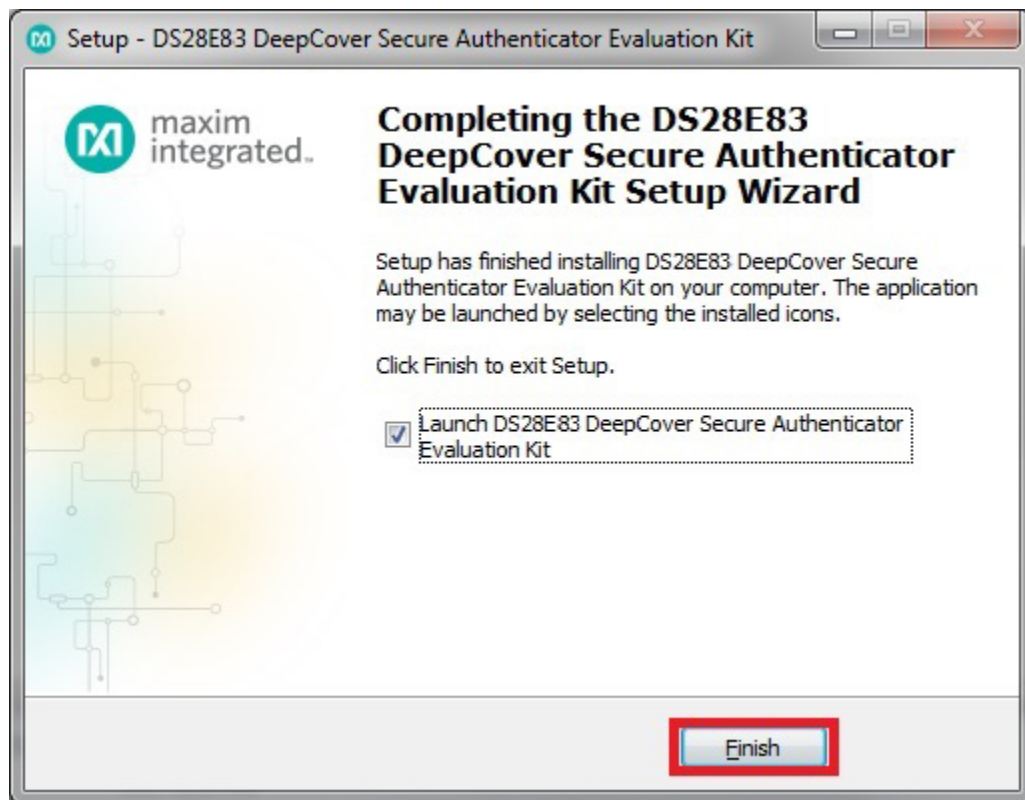 Setup - DS28E83 DeepCover Secure Authenticator Evaluation Kit
maxim
integrated™
Completing the DS28E83
DeepCover Secure Authenticator
Evaluation Kit Setup Wizard
Setup has finished installing DS28E83 DeepCover Secure
Authenticator Evaluation Kit on your computer. The application
may be launched by selecting the installed icons.
Click Finish to exit Setup.
Launch DS28E83 DeepCover Secure Authenticator
Evaluation Kit
Finish